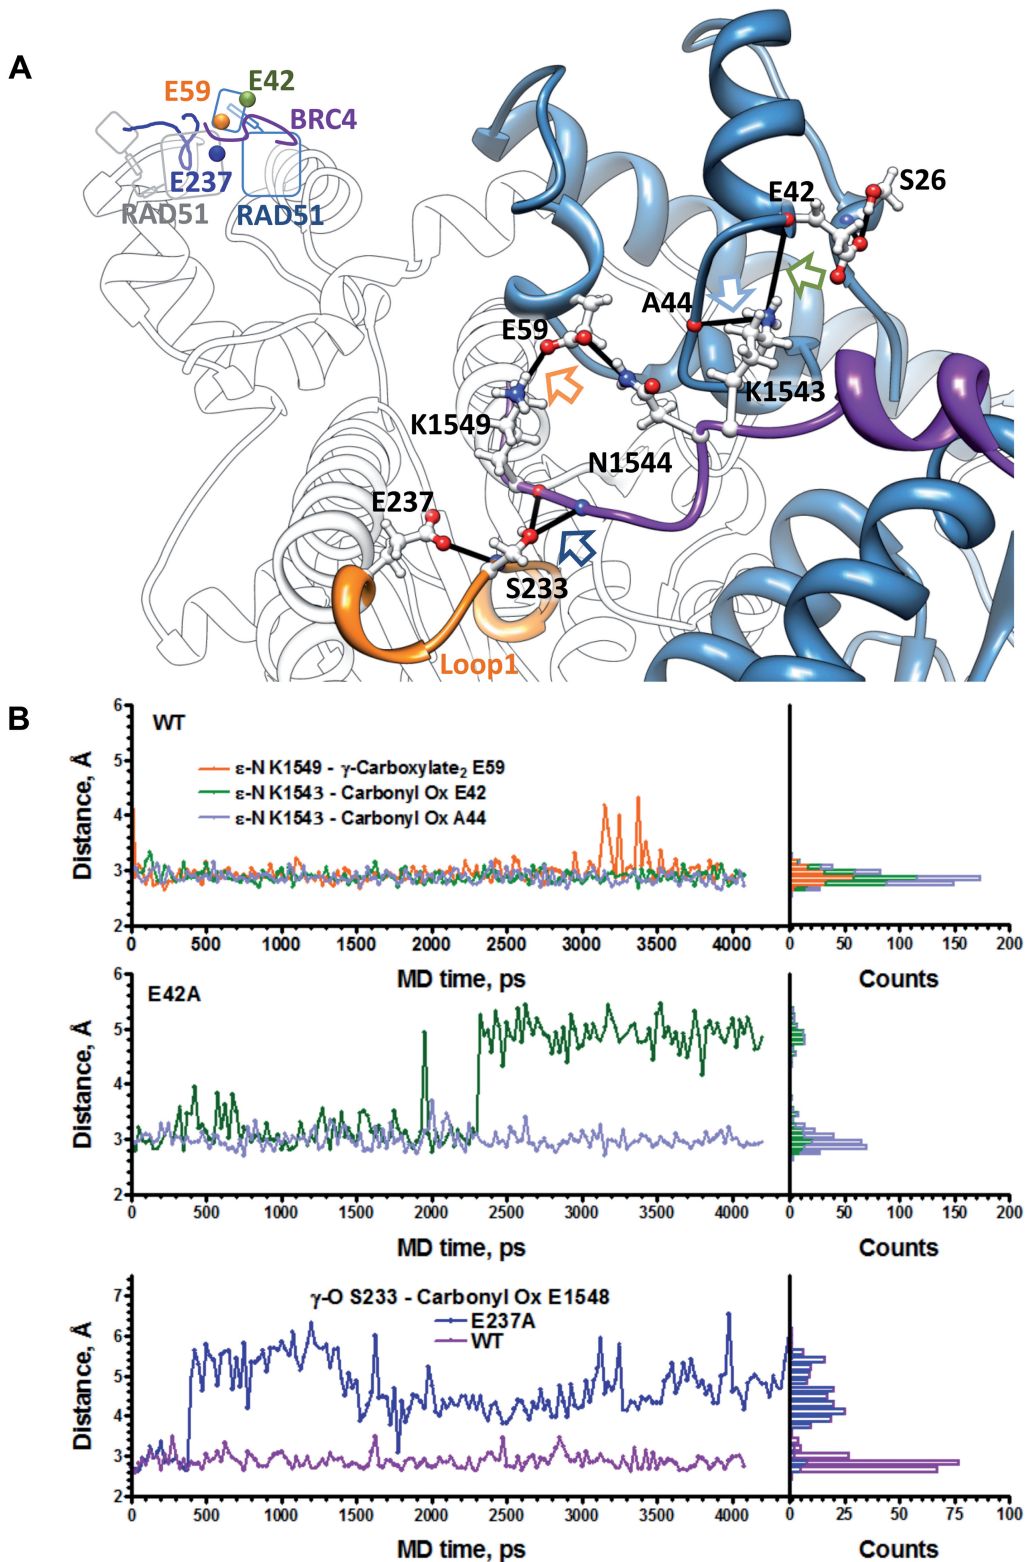 A
E59
E42
BRC4
E237
RAD51
RAD51
E42
S26
A44
E59
K1543
K1549
N1544
E237
S233
Loop1
B
WT
ε-N K1549 - γ-Carboxylate₂ E59
ε-N K1543 - Carbonyl Ox E42
ε-N K1543 - Carbonyl Ox A44
Distance, Å
6
5
4
3
2
0 500 1000 1500 2000 2500 3000 3500 4000
MD time, ps
0 50 100 150 200
Counts
E42A
Distance, Å
6
5
4
3
2
0 500 1000 1500 2000 2500 3000 3500 4000
MD time, ps
0 50 100 150 200
Counts
γ-O S233 - Carbonyl Ox E1548
E237A
WT
Distance, Å
7
6
5
4
3
2
0 500 1000 1500 2000 2500 3000 3500 4000
MD time, ps
0 25 50 75 100
Counts